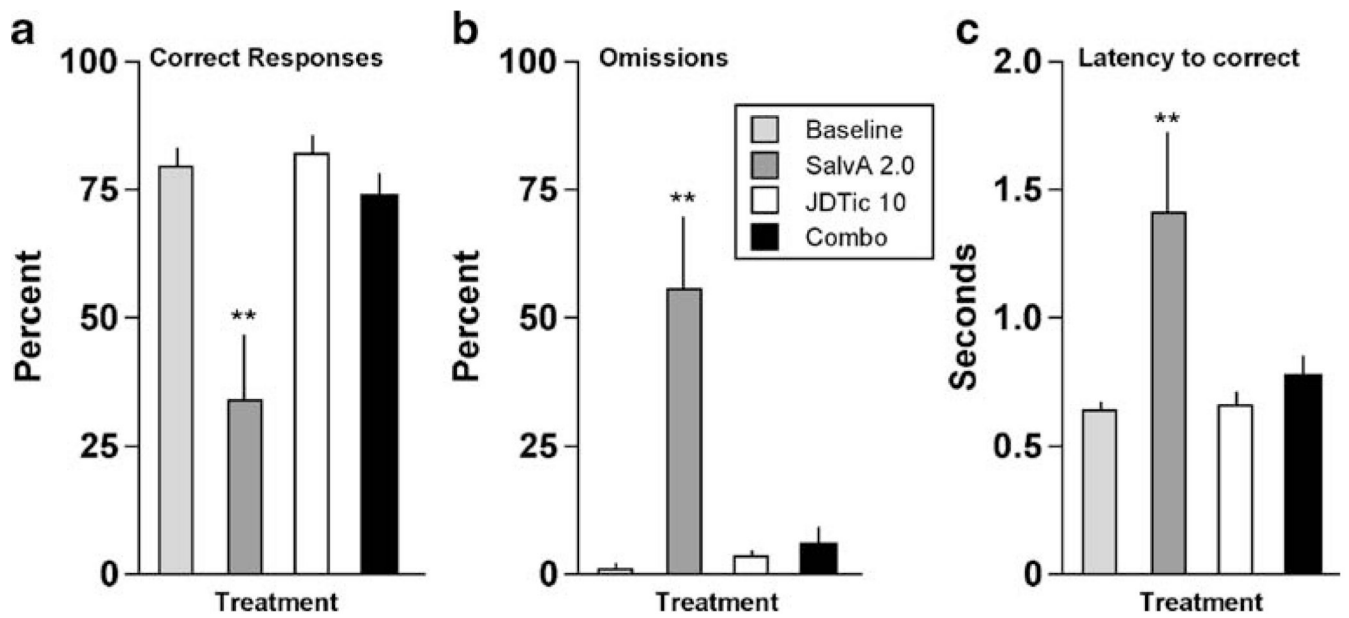 a
Correct Responses
100
75
50
25
0
Percent
**
Treatment
b
Omissions
100
75
50
25
0
Percent
**
Treatment
Baseline
SalvA 2.0
JDTic 10
Combo
c
Latency to correct
2.0
1.5
1.0
0.5
0
Seconds
**
Treatment